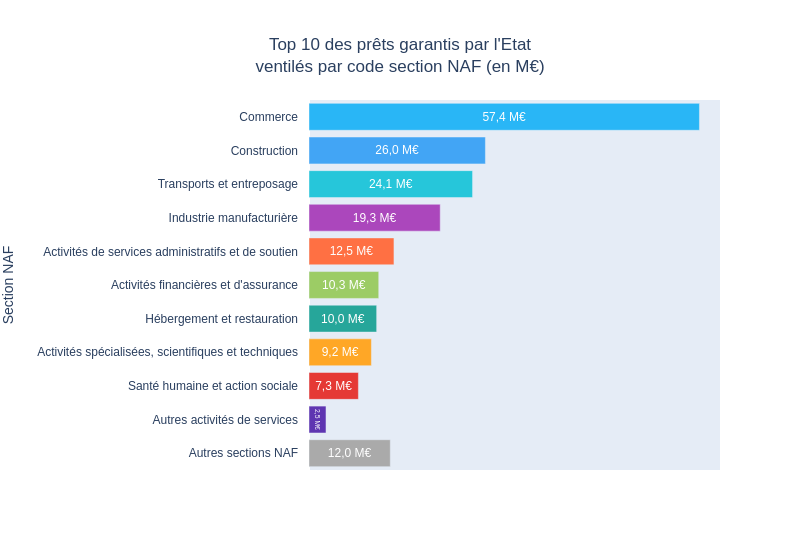 Top 10 des prêts garantis par l'Etat
ventilés par code section NAF (en M€)
Section NAF
Commerce 57,4 M€
Construction 26,0 M€
Transports et entreposage 24,1 M€
Industrie manufacturière 19,3 M€
Activités de services administratifs et de soutien 12,5 M€
Activités financières et d'assurance 10,3 M€
Hébergement et restauration 10,0 M€
Activités spécialisées, scientifiques et techniques 9,2 M€
Santé humaine et action sociale 7,3 M€
Autres activités de services 2,5 M€
Autres sections NAF 12,0 M€